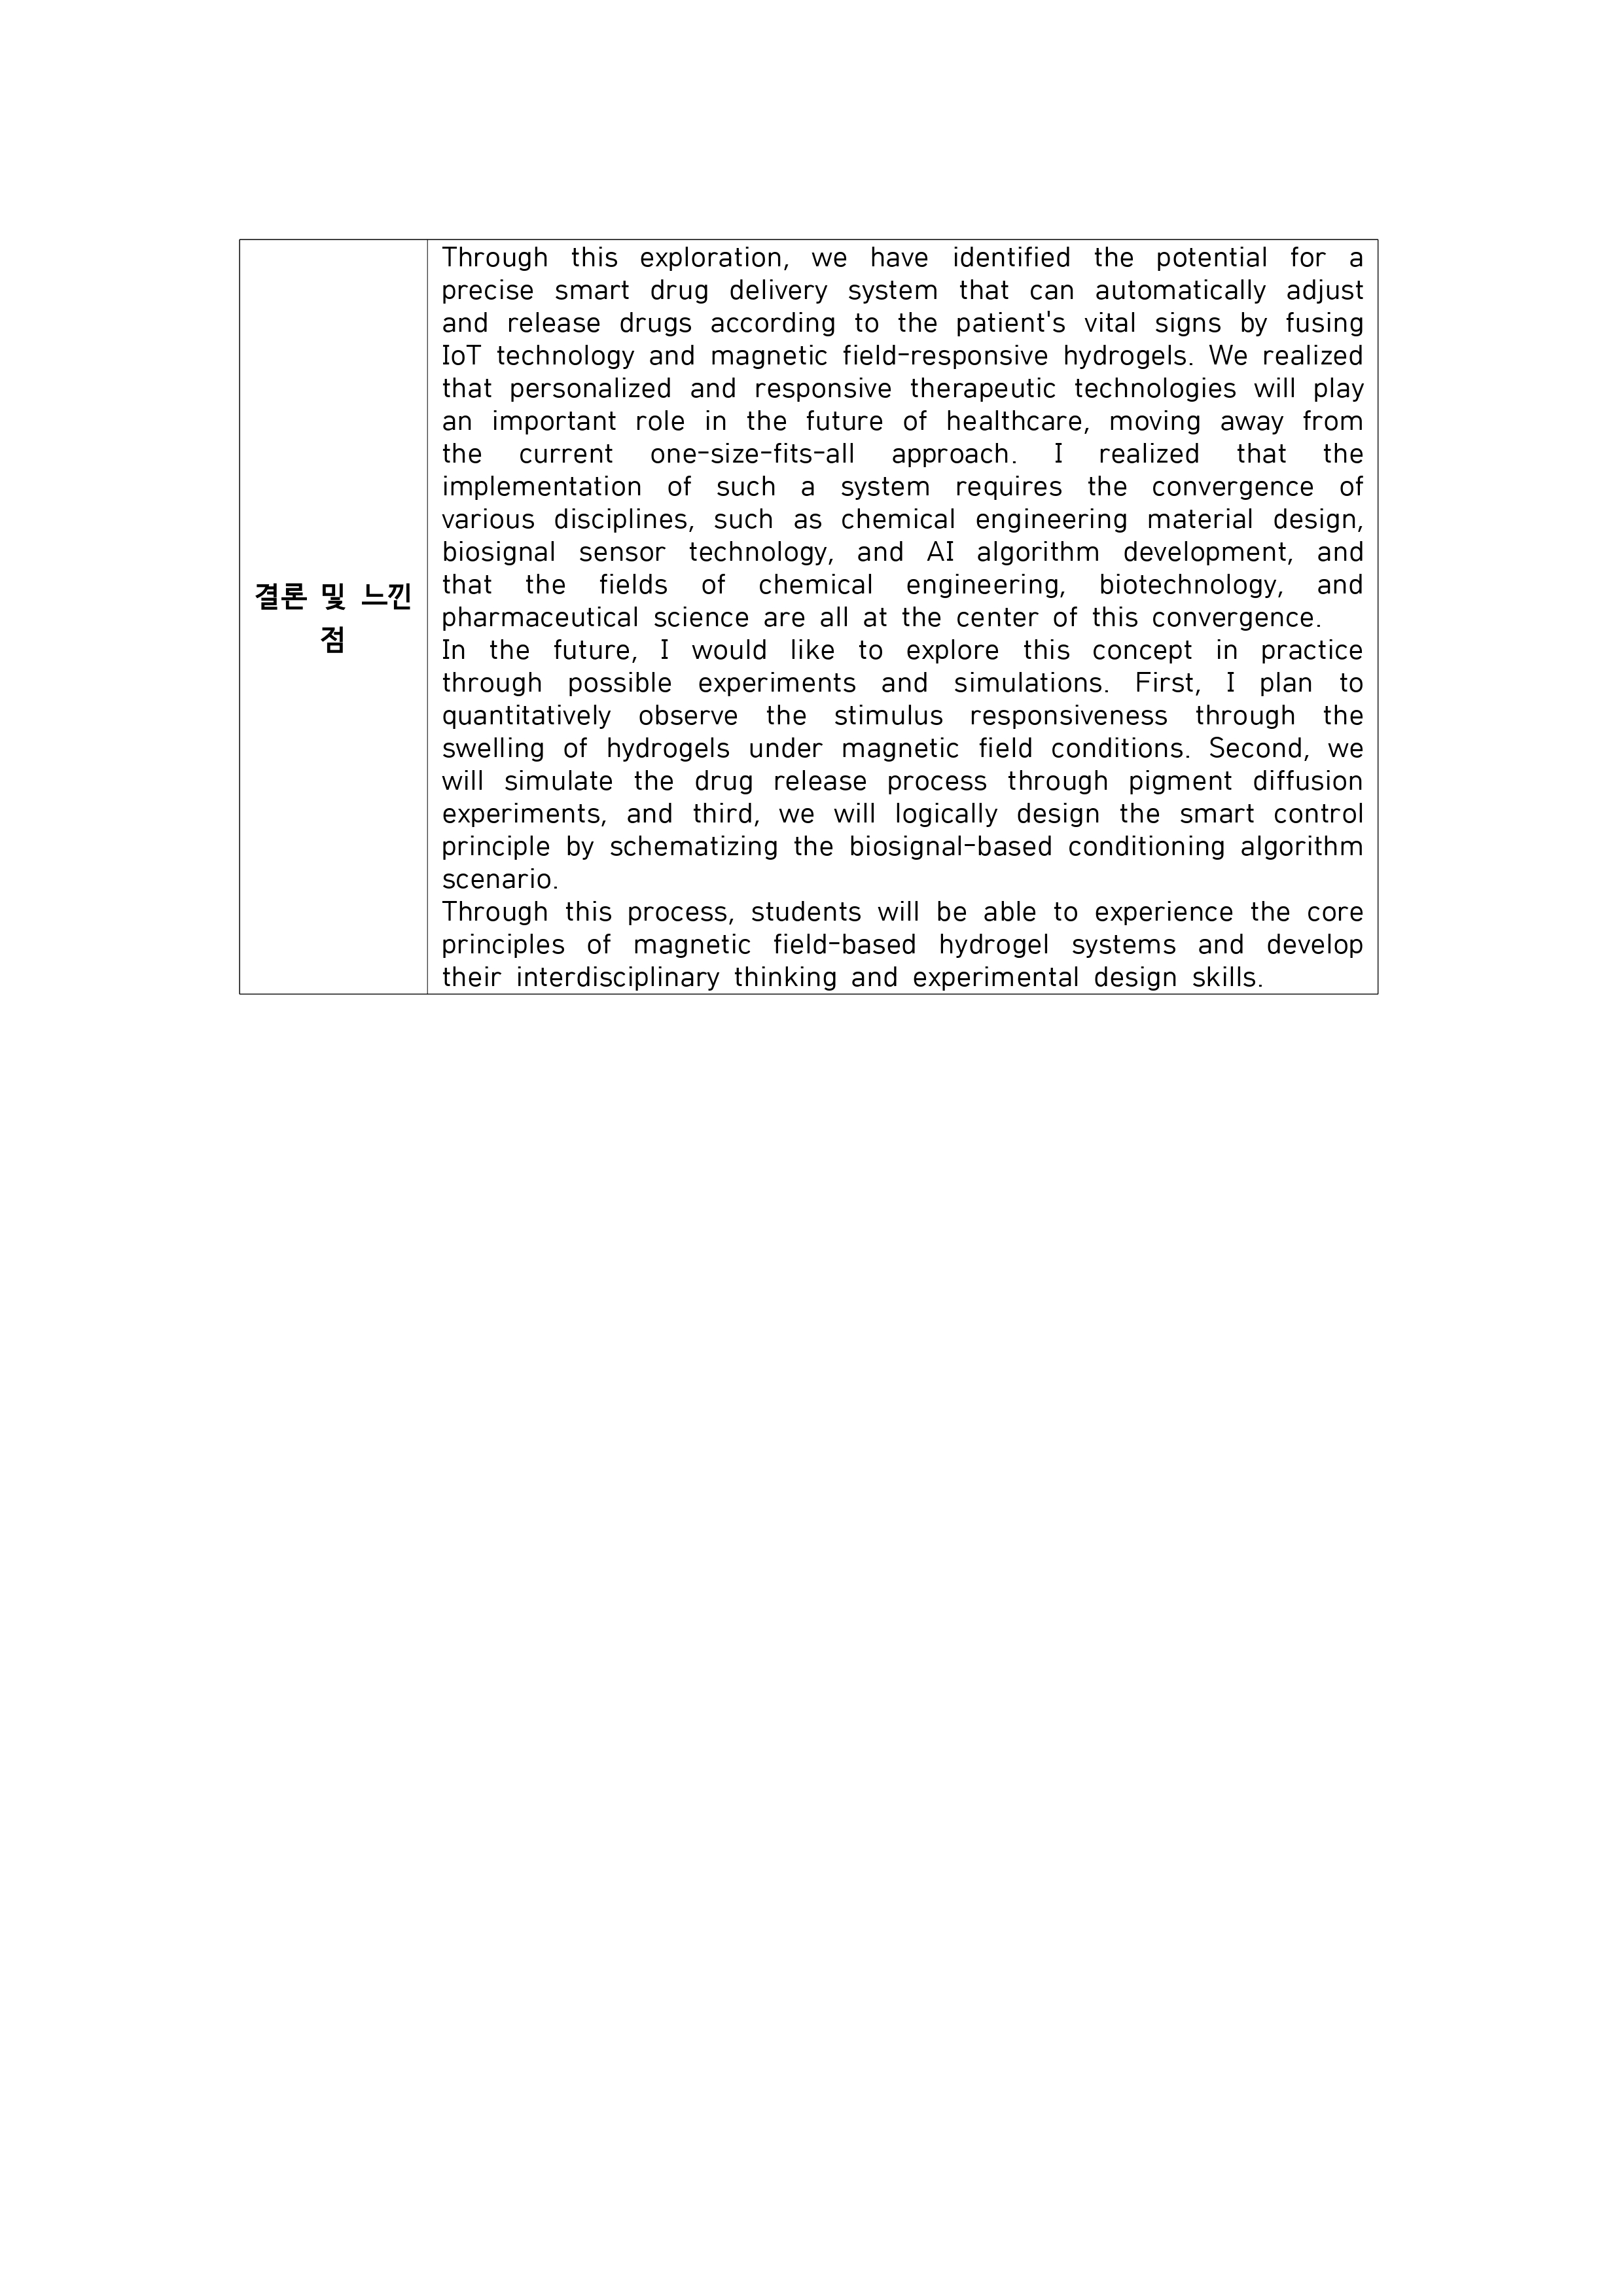 결론 및 느낀
점
Through this exploration, we have identified the potential for a
precise smart drug delivery system that can automatically adjust
and release drugs according to the patient's vital signs by fusing
IoT technology and magnetic field-responsive hydrogels. We realized
that personalized and responsive therapeutic technologies will play
an important role in the future of healthcare, moving away from
the current one-size-fits-all approach. I realized that the
implementation of such a system requires the convergence of
various disciplines, such as chemical engineering material design,
biosignal sensor technology, and AI algorithm development, and
that the fields of chemical engineering, biotechnology, and
pharmaceutical science are all at the center of this convergence.
In the future, I would like to explore this concept in practice
through possible experiments and simulations. First, I plan to
quantitatively observe the stimulus responsiveness through the
swelling of hydrogels under magnetic field conditions. Second, we
will simulate the drug release process through pigment diffusion
experiments, and third, we will logically design the smart control
principle by schematizing the biosignal-based conditioning algorithm
scenario.
Through this process, students will be able to experience the core
principles of magnetic field-based hydrogel systems and develop
their interdisciplinary thinking and experimental design skills.